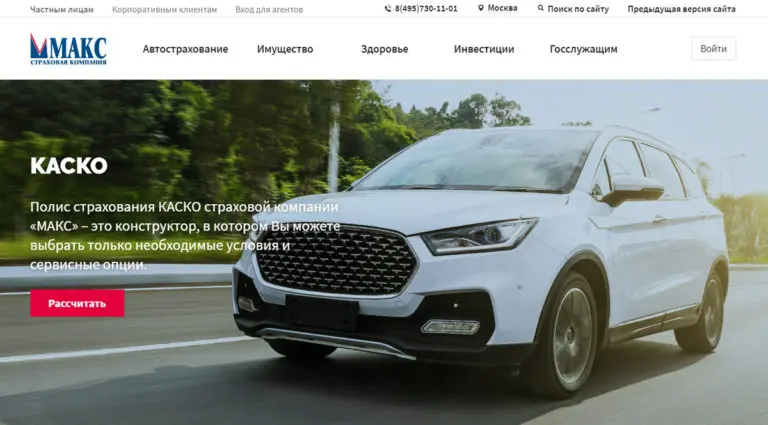 Частным лицам Корпоративным клиентам Вход для агентов 8(495)730-11-01 Москва Поиск по сайту Предыдущая версия сайта
МАКС
СТРАХОВАЯ КОМПАНИЯ
Автострахование Имущество Здоровье Инвестиции Госслужащим Войти
КАСКО
Полис страхования КАСКО страховой компании
«МАКС» – это конструктор, в котором Вы можете
выбрать только необходимые условия и
сервисные опции.
Рассчитать